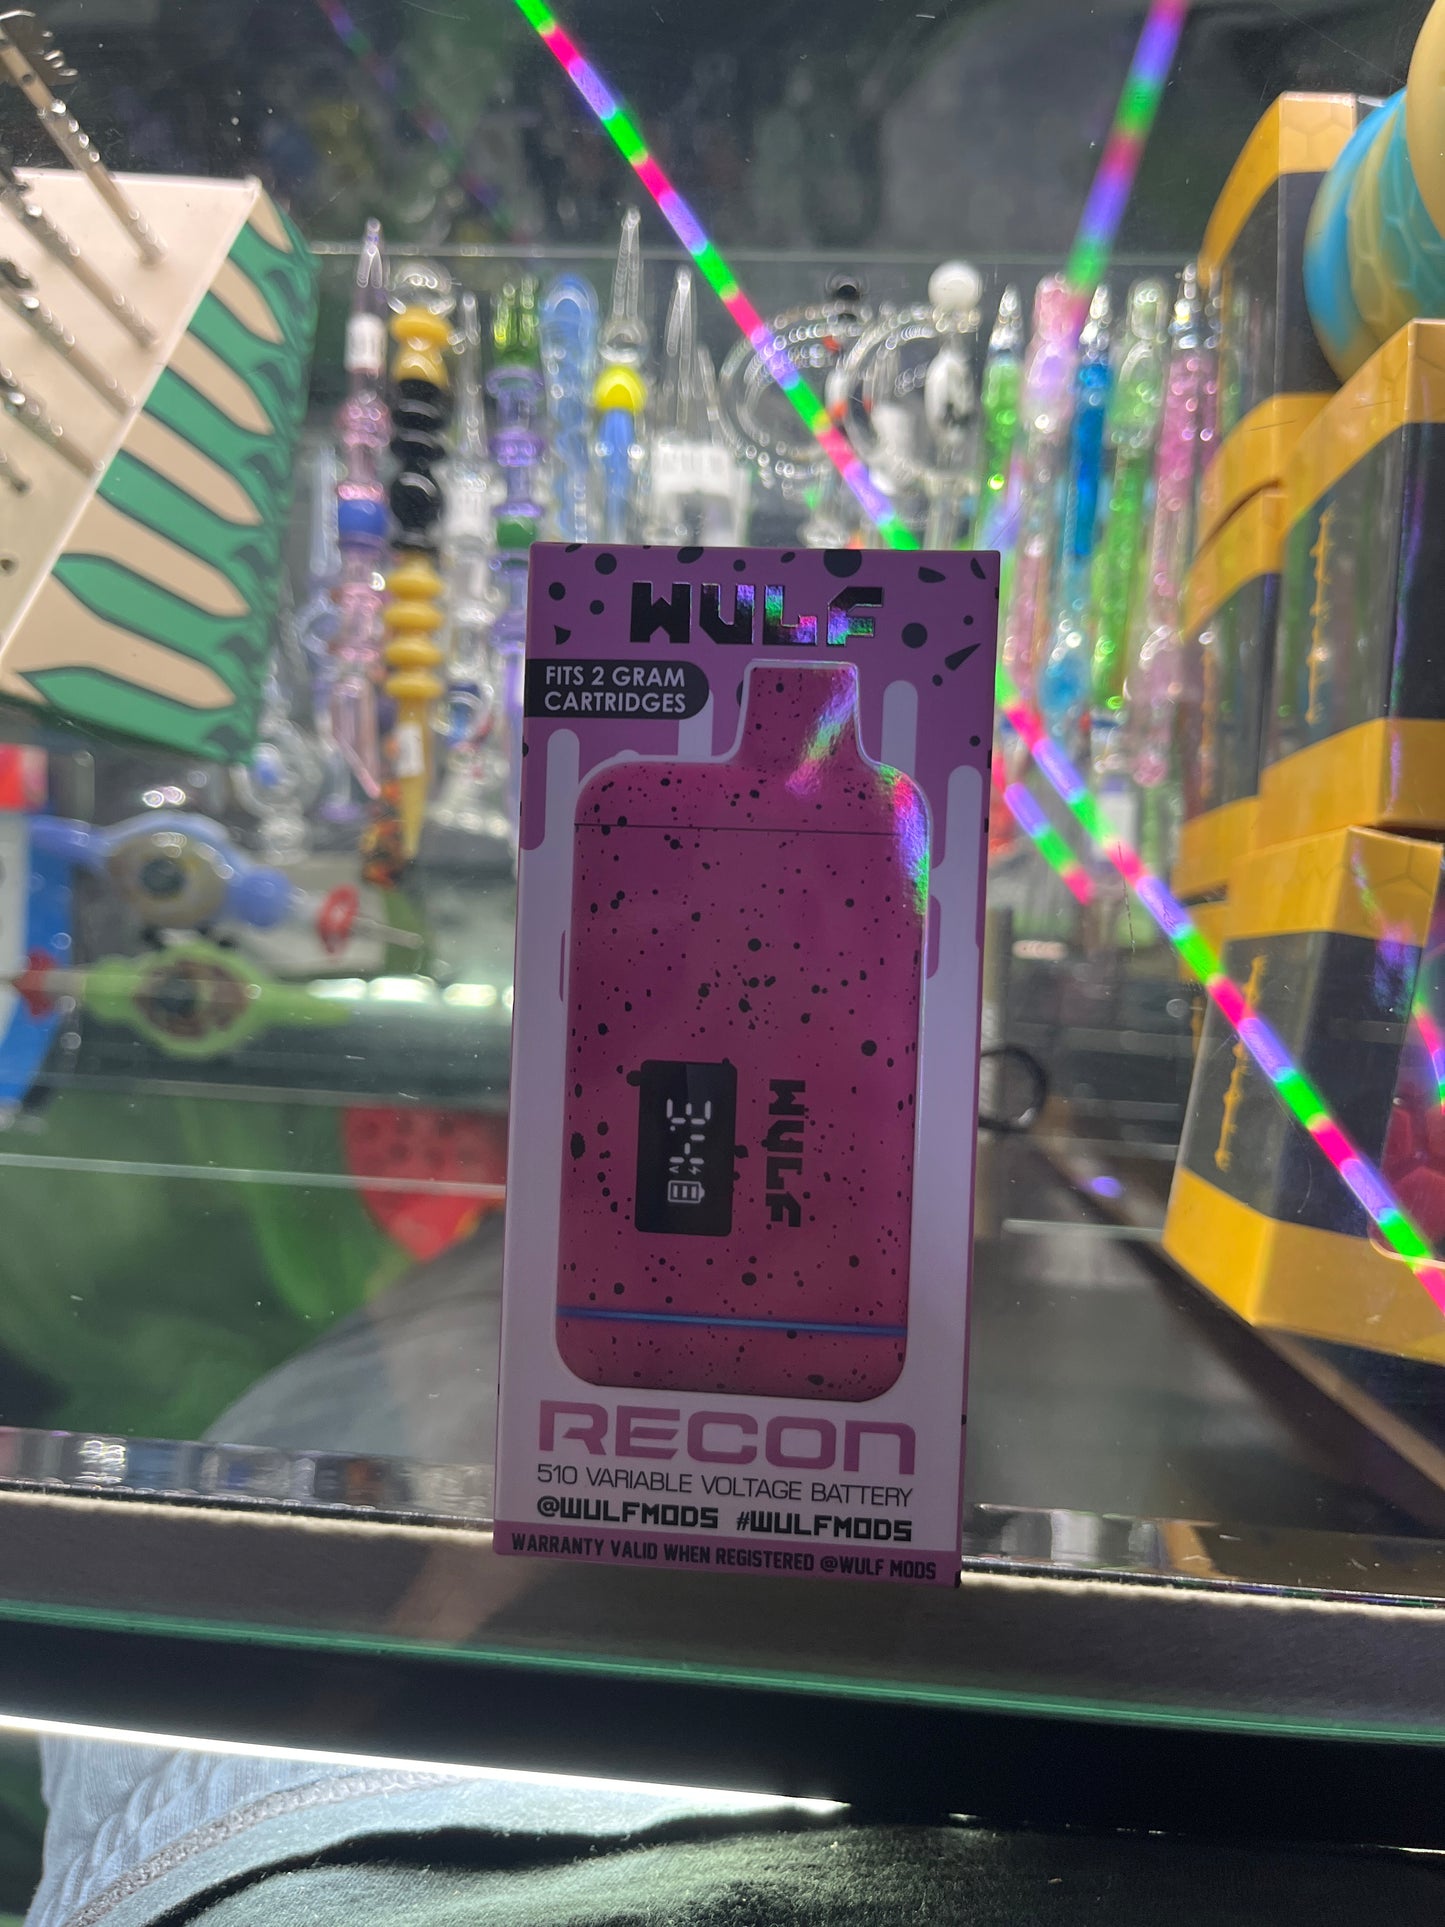 WULF
FITS 2 GRAM
CARTRIDGES
WULF
RECON
510 VARIABLE VOLTAGE BATTERY
@WULFMODS #WULFMODS
WARRANTY VALID WHEN REGISTERED @WULF MODS